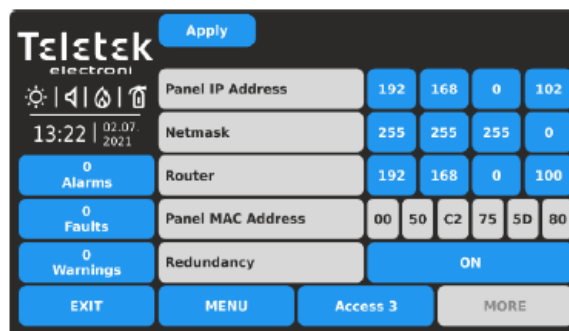 Teletek
electroni
13:22 02.07.
2021
0
Alarms
0
Faults
0
Warnings
EXIT
Apply
Panel IP Address 192 168 0 102
Netmask 255 255 255 0
Router 192 168 0 100
Panel MAC Address 00 50 C2 75 5D 80
Redundancy ON
MENU Access 3 MORE